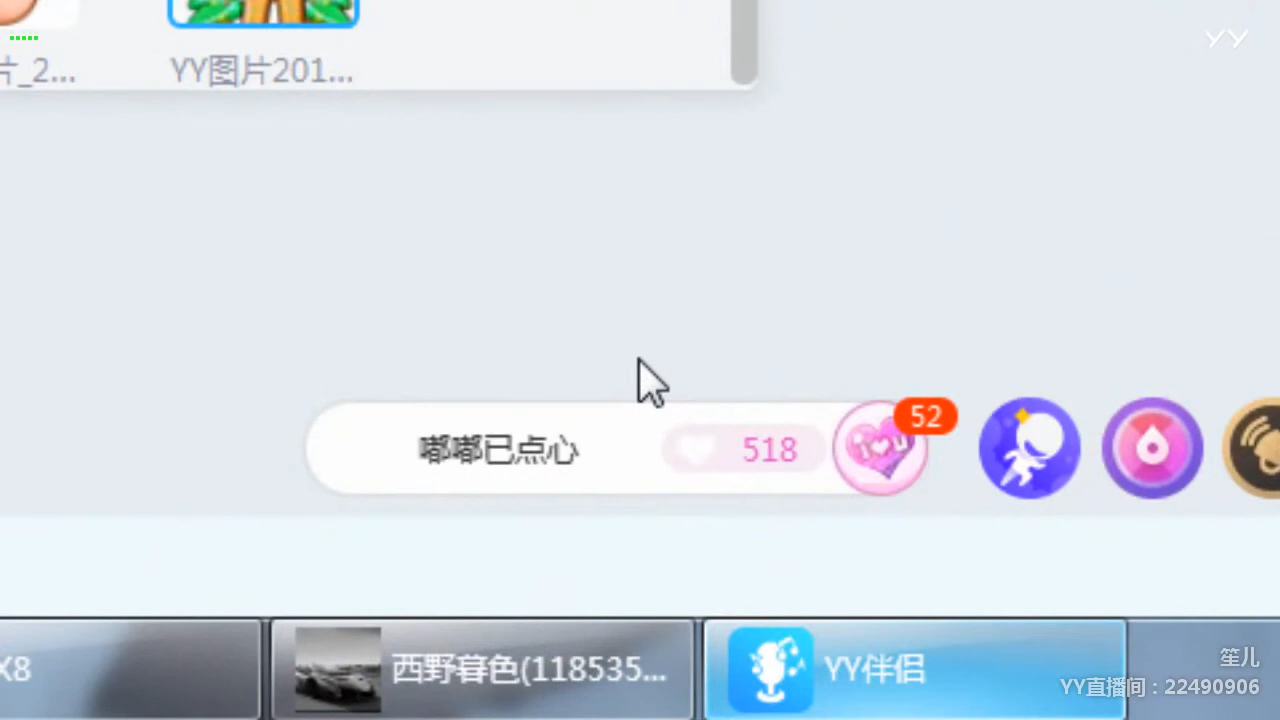 YY
片_2...
YY图片201...
52
i♥u
嘟嘟已点心
518
X8
西野暮色(118535...
YY伴侣
笙儿
YY直播间：22490906